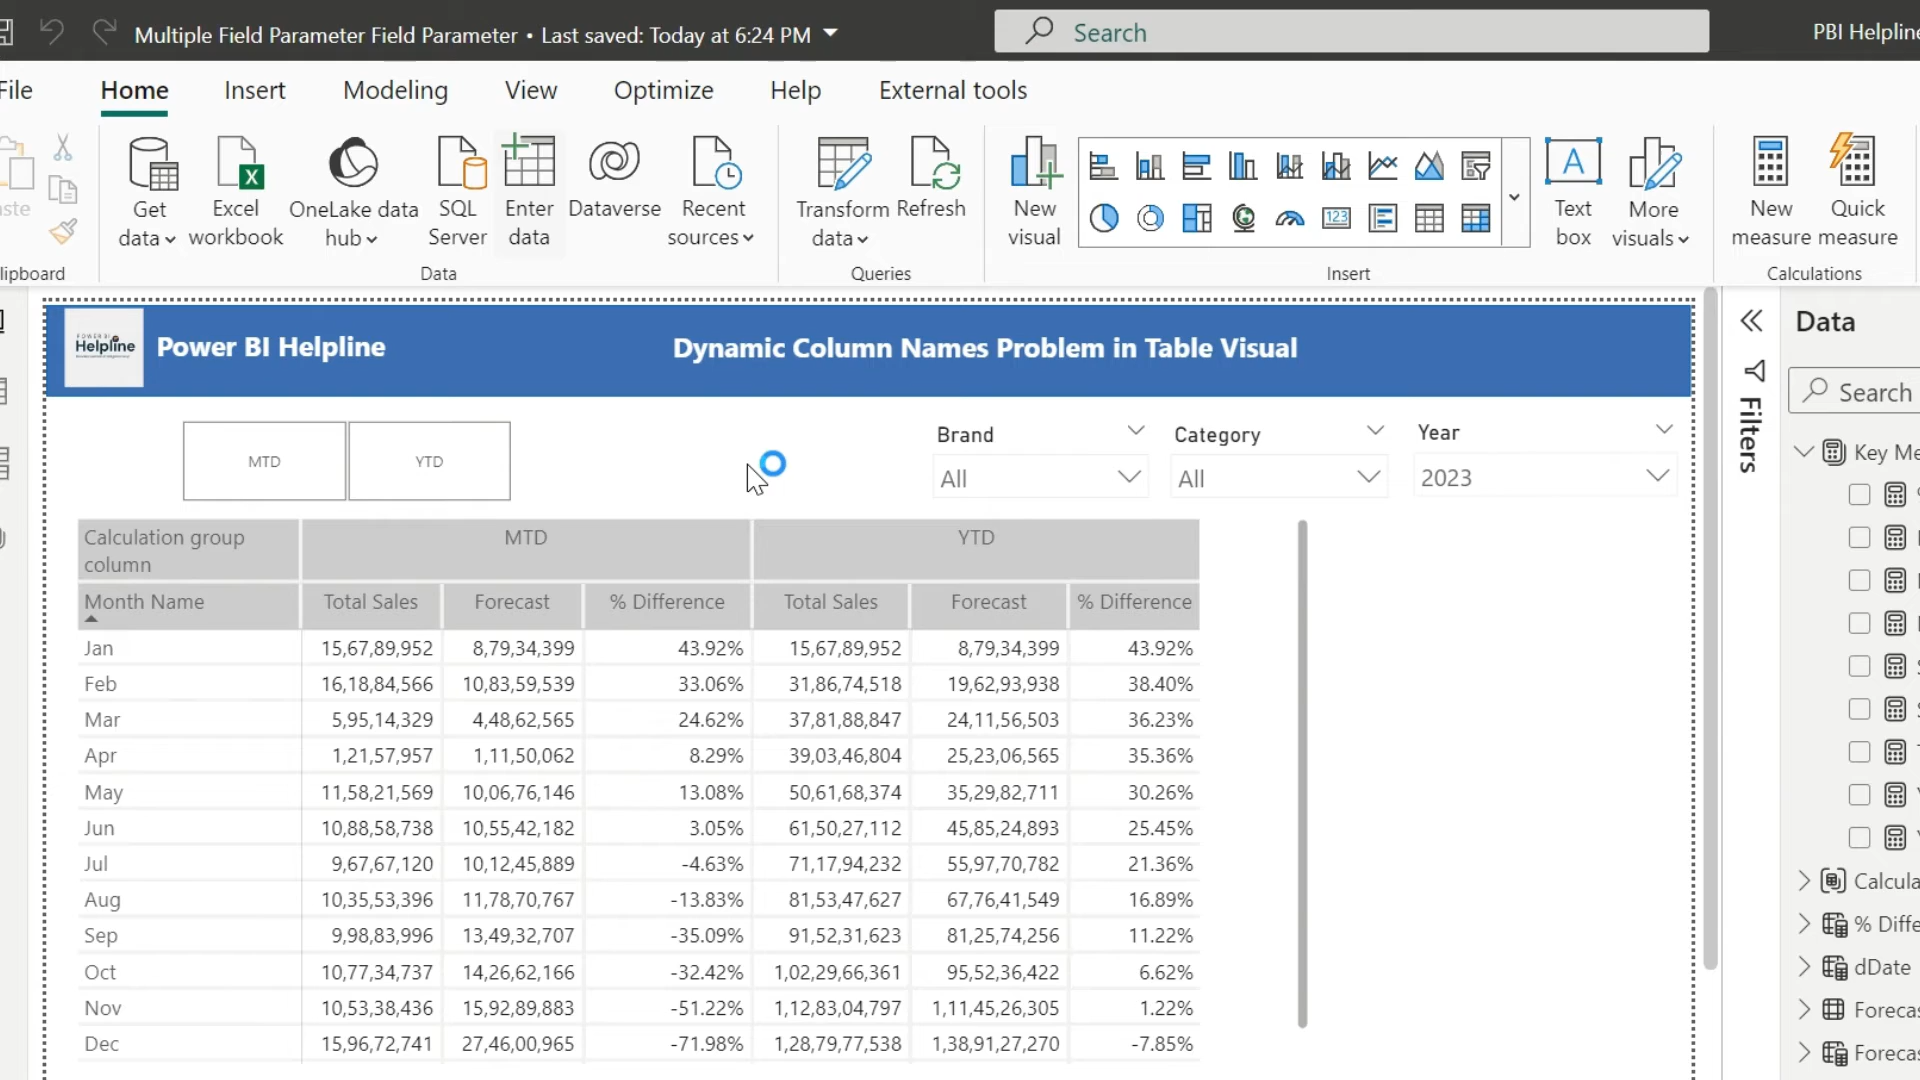 Multiple Field Parameter Field Parameter • Last saved: Today at 6:24 PM
Search
PBI Helpline
File
Home
Insert
Modeling
View
Optimize
Help
External tools
Get data
Excel workbook
OneLake data hub
SQL Server
Enter data
Dataverse
Recent sources
Transform data
Refresh
New visual
123
A
Text box
More visuals
New measure
Quick measure
Data
Queries
Insert
Calculations
POWER BI
Helpline
Power BI Helpline
Dynamic Column Names Problem in Table Visual
Data
Search
Filters
MTD
YTD
Brand
All
Category
All
Year
2023
Calculation group column
MTD
YTD
Month Name Total Sales Forecast % Difference Total Sales Forecast % Difference
Jan 15,67,89,952 8,79,34,399 43.92% 15,67,89,952 8,79,34,399 43.92%
Feb 16,18,84,566 10,83,59,539 33.06% 31,86,74,518 19,62,93,938 38.40%
Mar 5,95,14,329 4,48,62,565 24.62% 37,81,88,847 24,11,56,503 36.23%
Apr 1,21,57,957 1,11,50,062 8.29% 39,03,46,804 25,23,06,565 35.36%
May 11,58,21,569 10,06,76,146 13.08% 50,61,68,374 35,29,82,711 30.26%
Jun 10,88,58,738 10,55,42,182 3.05% 61,50,27,112 45,85,24,893 25.45%
Jul 9,67,67,120 10,12,45,889 -4.63% 71,17,94,232 55,97,70,782 21.36%
Aug 10,35,53,396 11,78,70,767 -13.83% 81,53,47,627 67,76,41,549 16.89%
Sep 9,98,83,996 13,49,32,707 -35.09% 91,52,31,623 81,25,74,256 11.22%
Oct 10,77,34,737 14,26,62,166 -32.42% 1,02,29,66,361 95,52,36,422 6.62%
Nov 10,53,38,436 15,92,89,883 -51.22% 1,12,83,04,797 1,11,45,26,305 1.22%
Dec 15,96,72,741 27,46,00,965 -71.98% 1,28,79,77,538 1,38,91,27,270 -7.85%
Key Me
Calcula
% Diffe
dDate
Forecas
Forecas